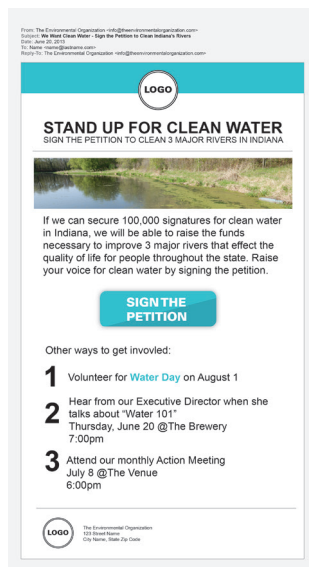 From: The Environmental Organization <info@theenvironmentalorganization.com>
Subject: We Want Clean Water - Sign the Petition to Clean Indiana's Rivers
Date: June 20, 2013
To: Name <name@lastname.com>
Reply-To: The Environmental Organization <info@theenvironmentalorganization.com>
LOGO
STAND UP FOR CLEAN WATER
SIGN THE PETITION TO CLEAN 3 MAJOR RIVERS IN INDIANA
If we can secure 100,000 signatures for clean water
in Indiana, we will be able to raise the funds
necessary to improve 3 major rivers that effect the
quality of life for people throughout the state. Raise
your voice for clean water by signing the petition.
SIGN THE
PETITION
Other ways to get invovled:
1 Volunteer for Water Day on August 1
2 Hear from our Executive Director when she
talks about "Water 101"
Thursday, June 20 @The Brewery
7:00pm
3 Attend our monthly Action Meeting
July 8 @The Venue
6:00pm
LOGO
The Environmental Organization
123 Street Name
City Name, State Zip Code